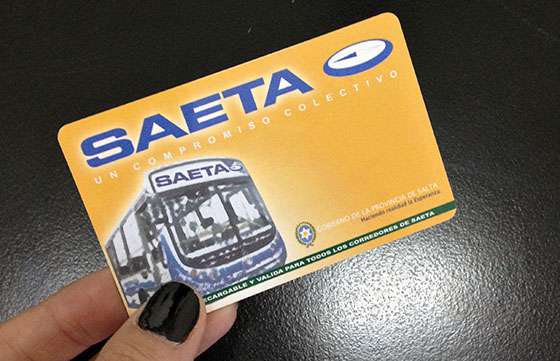 SAETA
UN COMPROMISO COLECTIVO
SAETA
GOBIERNO DE LA PROVINCIA DE SALTA
Haciendo realidad la Esperanza
CARGABLE Y VALIDA PARA TODOS LOS CORREDORES DE SAETA